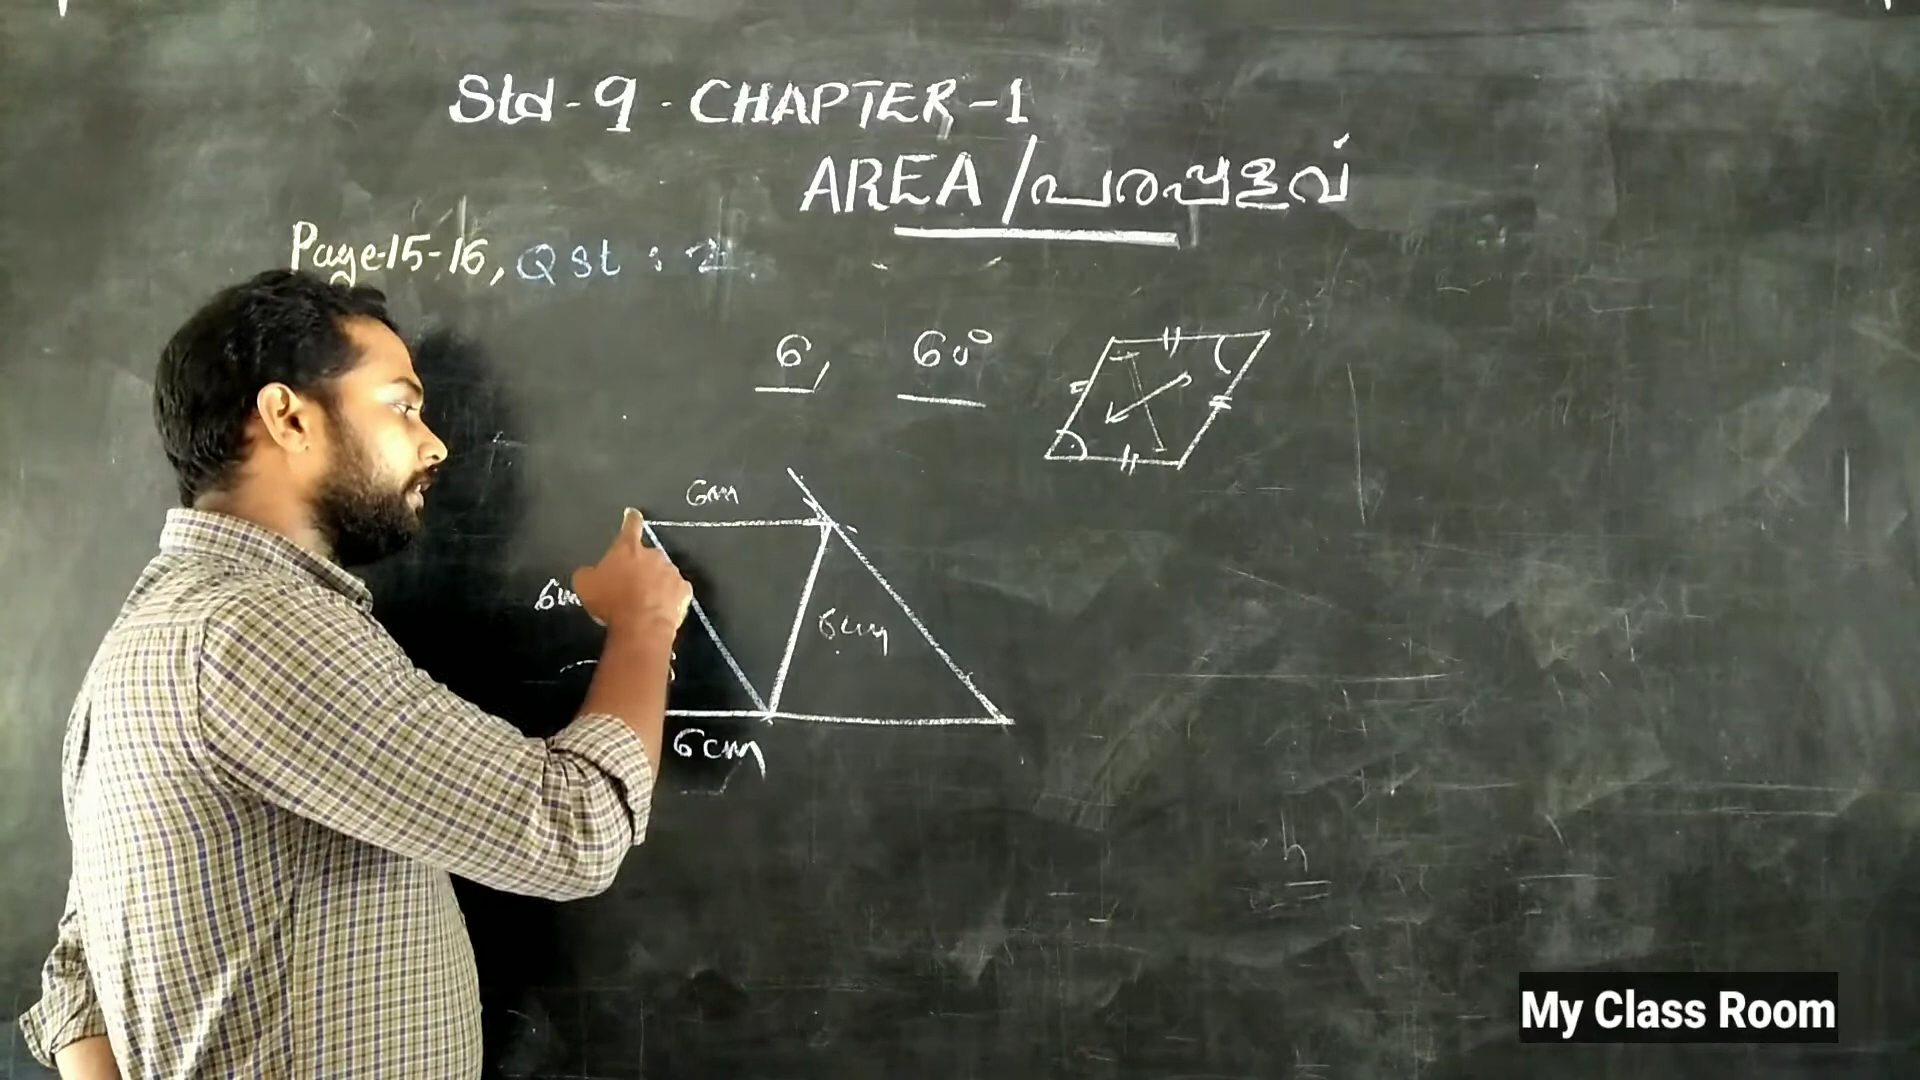 Std - 9 - CHAPTER - 1
AREA / പരപ്പളവ്
Page-15-16, Qst : 2.
6, 60°
6cm
6cm
6cm
6cm
h
My Class Room